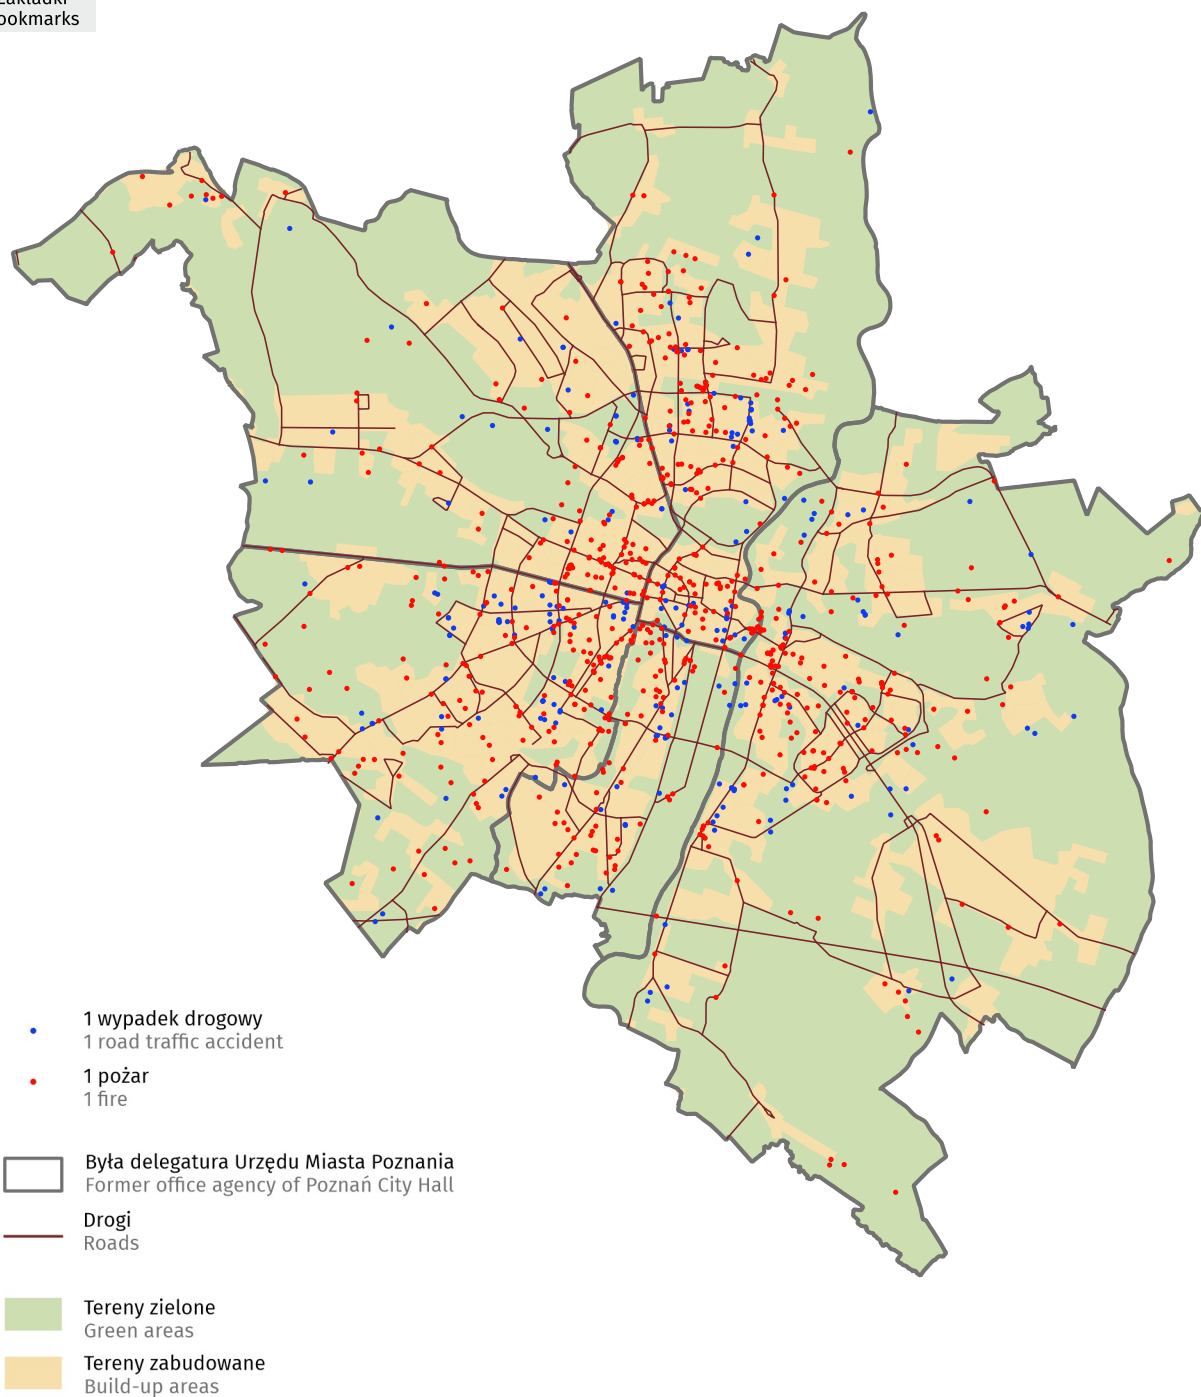 ookmarks
1 wypadek drogowy
1 road traffic accident
1 pożar
1 fire
Była delegatura Urzędu Miasta Poznania
Former office agency of Poznań City Hall
Drogi
Roads
Tereny zielone
Green areas
Tereny zabudowane
Build-up areas